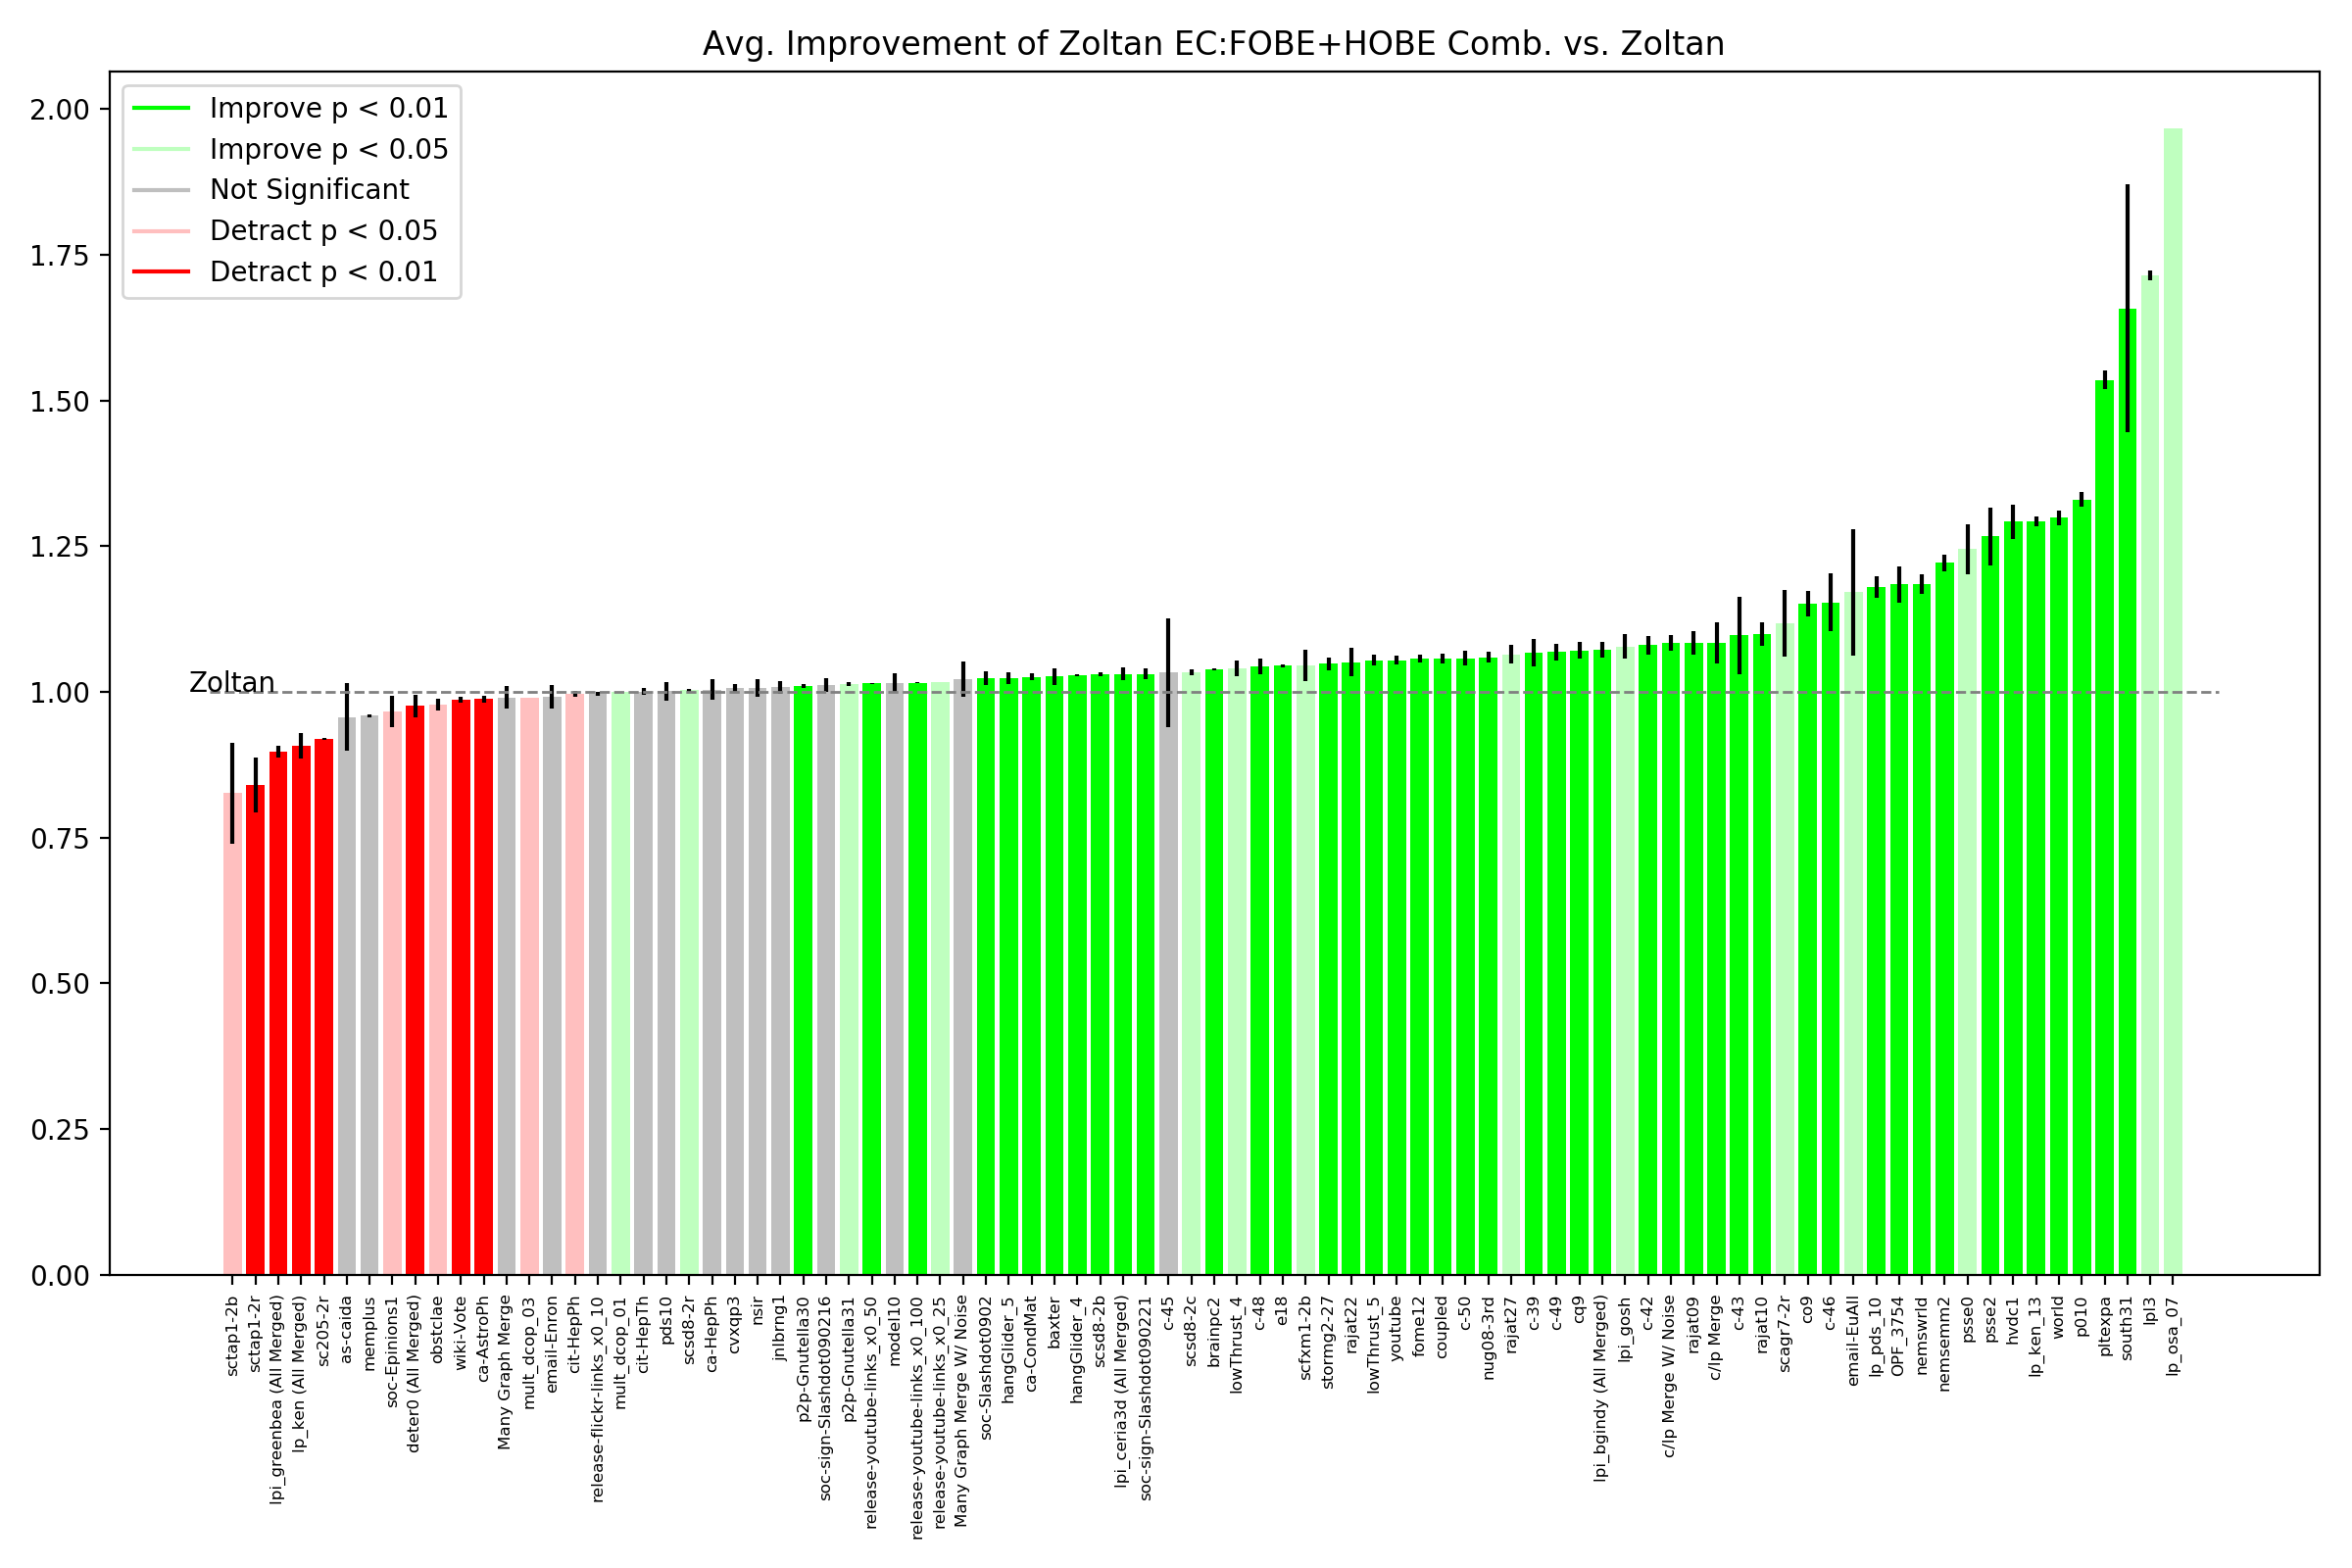 Avg. Improvement of Zoltan EC:FOBE+HOBE Comb. vs. Zoltan
Improve p < 0.01
Improve p < 0.05
Not Significant
Detract p < 0.05
Detract p < 0.01
2.00
1.75
1.50
1.25
1.00
0.75
0.50
0.25
0.00
Zoltan
sctap1-2b
sctap1-2r
lpi_greenbea (All Merged)
lp_ken (All Merged)
sc205-2r
as-caida
memplus
soc-Epinions1
deter0 (All Merged)
obstclae
wiki-Vote
ca-AstroPh
Many Graph Merge
mult_dcop_03
email-Enron
cit-HepPh
release-flickr-links_x0_10
mult_dcop_01
cit-HepTh
pds10
scsd8-2r
ca-HepPh
cvxqp3
nsir
jnlbrng1
p2p-Gnutella30
soc-sign-Slashdot090216
p2p-Gnutella31
release-youtube-links_x0_50
model10
release-youtube-links_x0_100
release-youtube-links_x0_25
Many Graph Merge W/ Noise
soc-Slashdot0902
hangGlider_5
ca-CondMat
baxter
hangGlider_4
scsd8-2b
lpi_ceria3d (All Merged)
soc-sign-Slashdot090221
c-45
scsd8-2c
brainpc2
lowThrust_4
c-48
e18
scfxm1-2b
stormg2-27
rajat22
lowThrust_5
youtube
fome12
coupled
c-50
nug08-3rd
rajat27
c-39
c-49
cq9
lpi_bgindy (All Merged)
lpi_gosh
c-42
c/lp Merge W/ Noise
rajat09
c/lp Merge
c-43
rajat10
scagr7-2r
co9
c-46
email-EuAll
lp_pds_10
OPF_3754
nemswrld
nemsemm2
psse0
psse2
hvdc1
lp_ken_13
world
p010
pltexpa
south31
lpl3
lp_osa_07